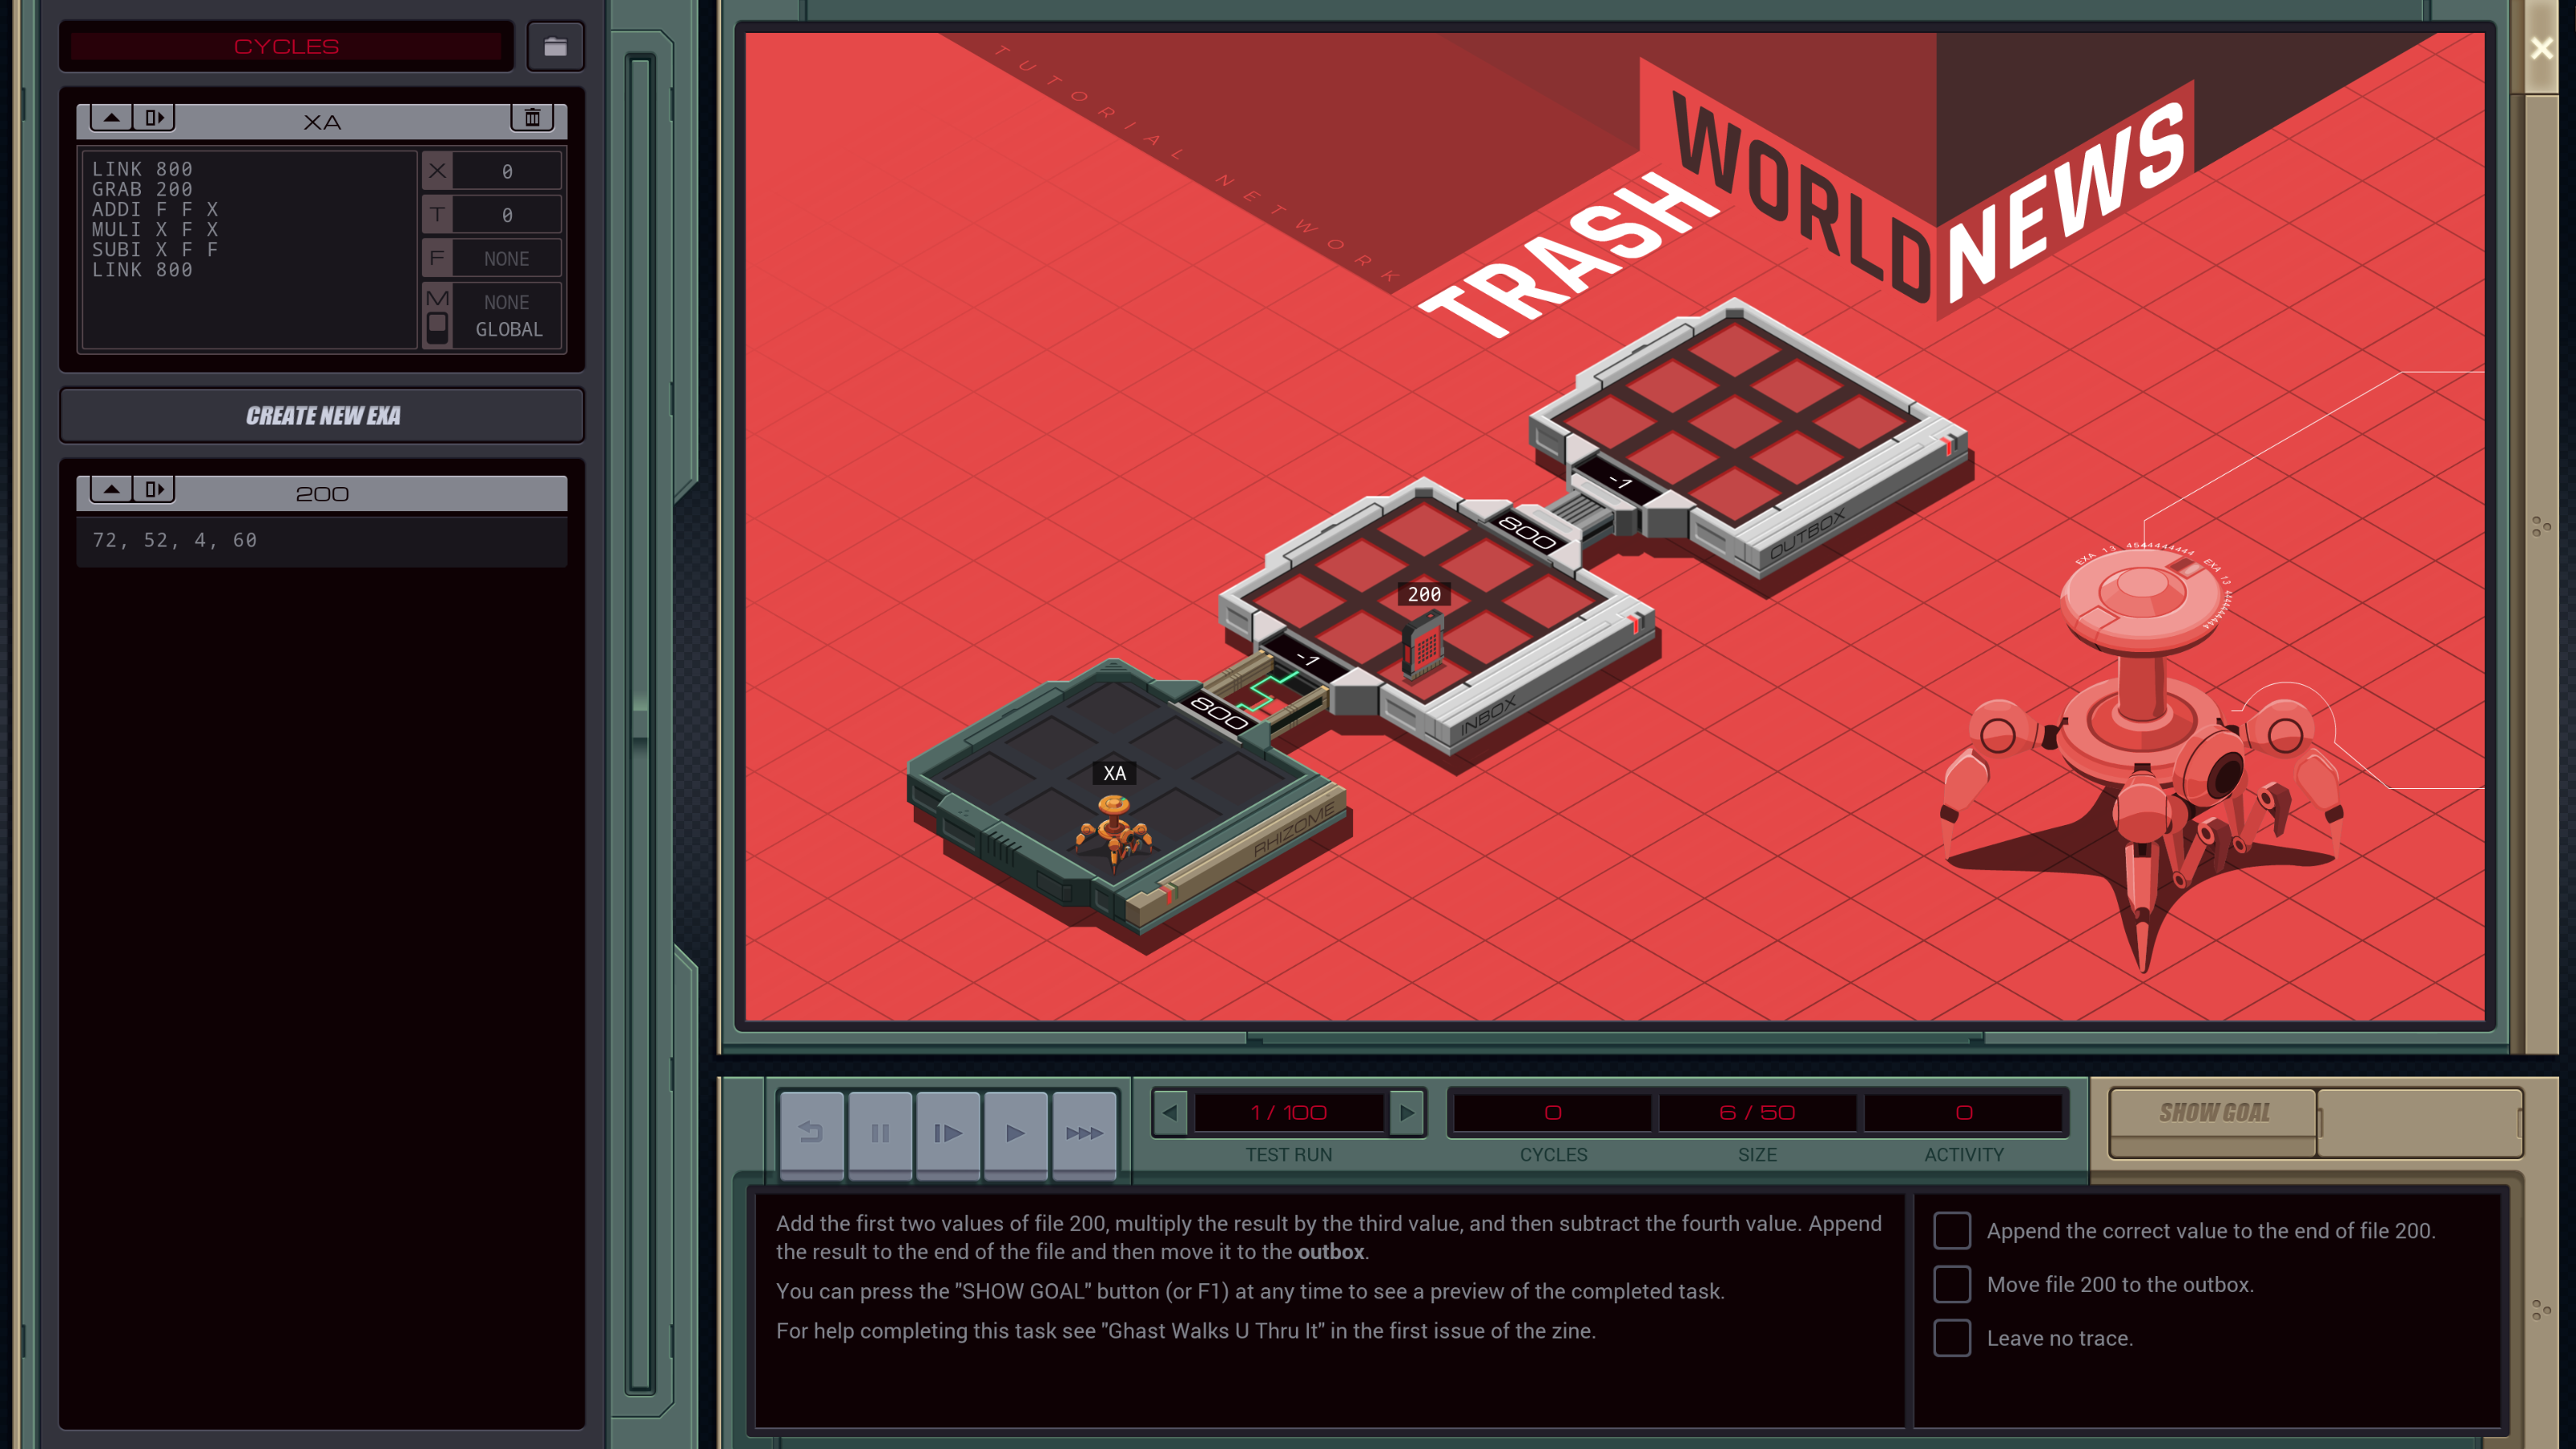 CYCLES
XA
LINK 800
GRAB 200
ADDI F F X
MULI X F X
SUBI X F F
LINK 800
X 0
T 0
F NONE
M NONE
GLOBAL
CREATE NEW EXA
200
72, 52, 4, 60
TUTORIAL NETWORK
TRASH
WORLD
NEWS
-1
OUTBOX
800
200
-1
INBOX
800
XA
RHIZOME
1 / 100
TEST RUN
0
CYCLES
6 / 50
SIZE
0
ACTIVITY
SHOW GOAL
Add the first two values of file 200, multiply the result by the third value, and then subtract the fourth value. Append
the result to the end of the file and then move it to the outbox.
You can press the "SHOW GOAL" button (or F1) at any time to see a preview of the completed task.
For help completing this task see "Ghast Walks U Thru It" in the first issue of the zine.
Append the correct value to the end of file 200.
Move file 200 to the outbox.
Leave no trace.